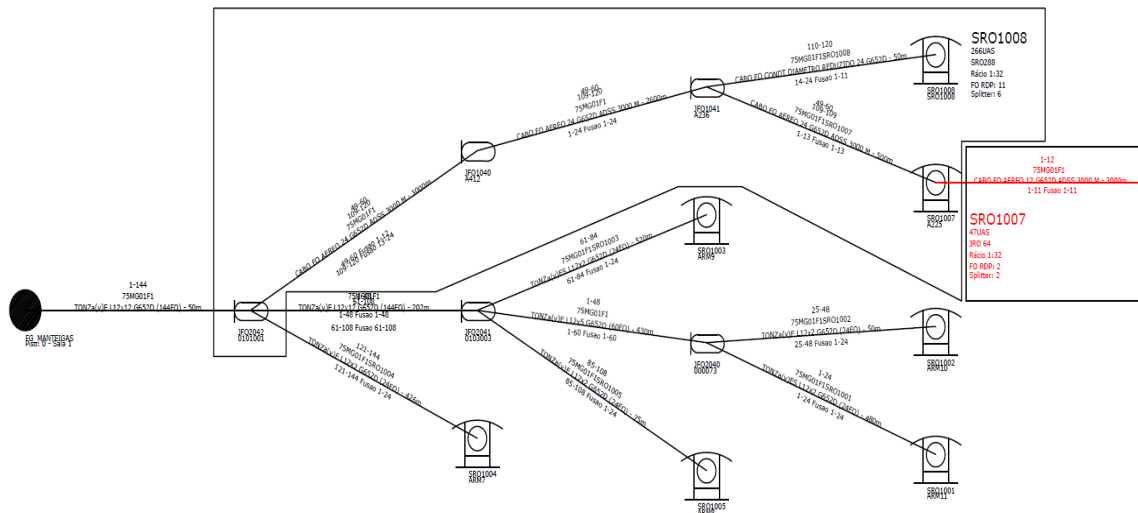 SRO1008
266UAS
SRO288
Rácio 1:32
FO RDP: 11
Splitter: 6
110-120
75MG01F1SRO1008
CABO FO CONDT DIAMETRO REDUZIDO 24 G652D - 50m
14-24 Fusao 1-11
SRO1008
SRO1008
49-60
109-120
75MG01F1
CABO FO AEREO 24 G652D ADSS 3000 M - 2600m
1-24 Fusao 1-24
JFO1041
A236
49-60
109-109
75MG01F1SRO1007
CABO FO AEREO 24 G652D ADSS 3000 M - 500m
1-13 Fusao 1-13
JFO1040
A412
1-12
75MG01F1
CABO FO AEREO 12 G652D ADSS 3000 M - 3000m
1-11 Fusao 1-11
SRO1007
A225
SRO1007
47UAS
JRO 64
Rácio 1:32
FO RDP: 2
Splitter: 2
49-60
109-120
75MG01F1
CABO FO AEREO 24 G652D ADSS 3000 M - 3000m
49-60 Fusao 1-12
109-120 Fusao 13-24
61-84
75MG01F1SRO1003
TONZa(v)ES L12x2 G652D (24FO) - 520m
61-84 Fusao 1-24
SRO1003
ARM9
1-144
75MG01F1
TONZa(v)E L12x12 G652D (144FO) - 50m
EG MANTEIGAS
Piso: 0 - Sala 1
JFO2042
0101001
75MG01F1
61-108
TONZa(v)E L12x12 G652D (144FO) - 202m
1-48 Fusao 1-48
61-108 Fusao 61-108
JFO2041
0103003
1-48
75MG01F1
TONZa(v)E L12x5 G652D (60FO) - 430m
1-60 Fusao 1-60
JFO2040
000073
25-48
75MG01F1SRO1002
TONZa(v)E L12x2 G652D (24FO) - 50m
25-48 Fusao 1-24
SRO1002
ARM10
121-144
75MG01F1SRO1004
TONZa(v)E L12x2 G652D (24FO) - 426m
121-144 Fusao 1-24
SRO1004
ARM7
85-108
75MG01F1SRO1005
TONZa(v)E L12x2 G652D (24FO) - 75m
85-108 Fusao 1-24
SRO1005
1-24
75MG01F1SRO1001
TONZa(v)ES L12x2 G652D (24FO) - 480m
1-24 Fusao 1-24
SRO1001
ARM11